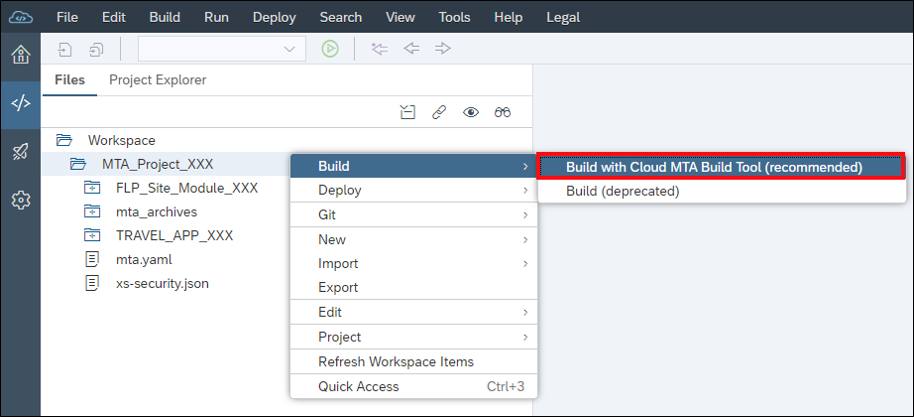 File Edit Build Run Deploy Search View Tools Help Legal
Files Project Explorer
Workspace
MTA_Project_XXX
FLP_Site_Module_XXX
mta_archives
TRAVEL_APP_XXX
mta.yaml
xs-security.json
Build
Deploy
Git
New
Import
Export
Edit
Project
Refresh Workspace Items
Quick Access Ctrl+3
Build with Cloud MTA Build Tool (recommended)
Build (deprecated)